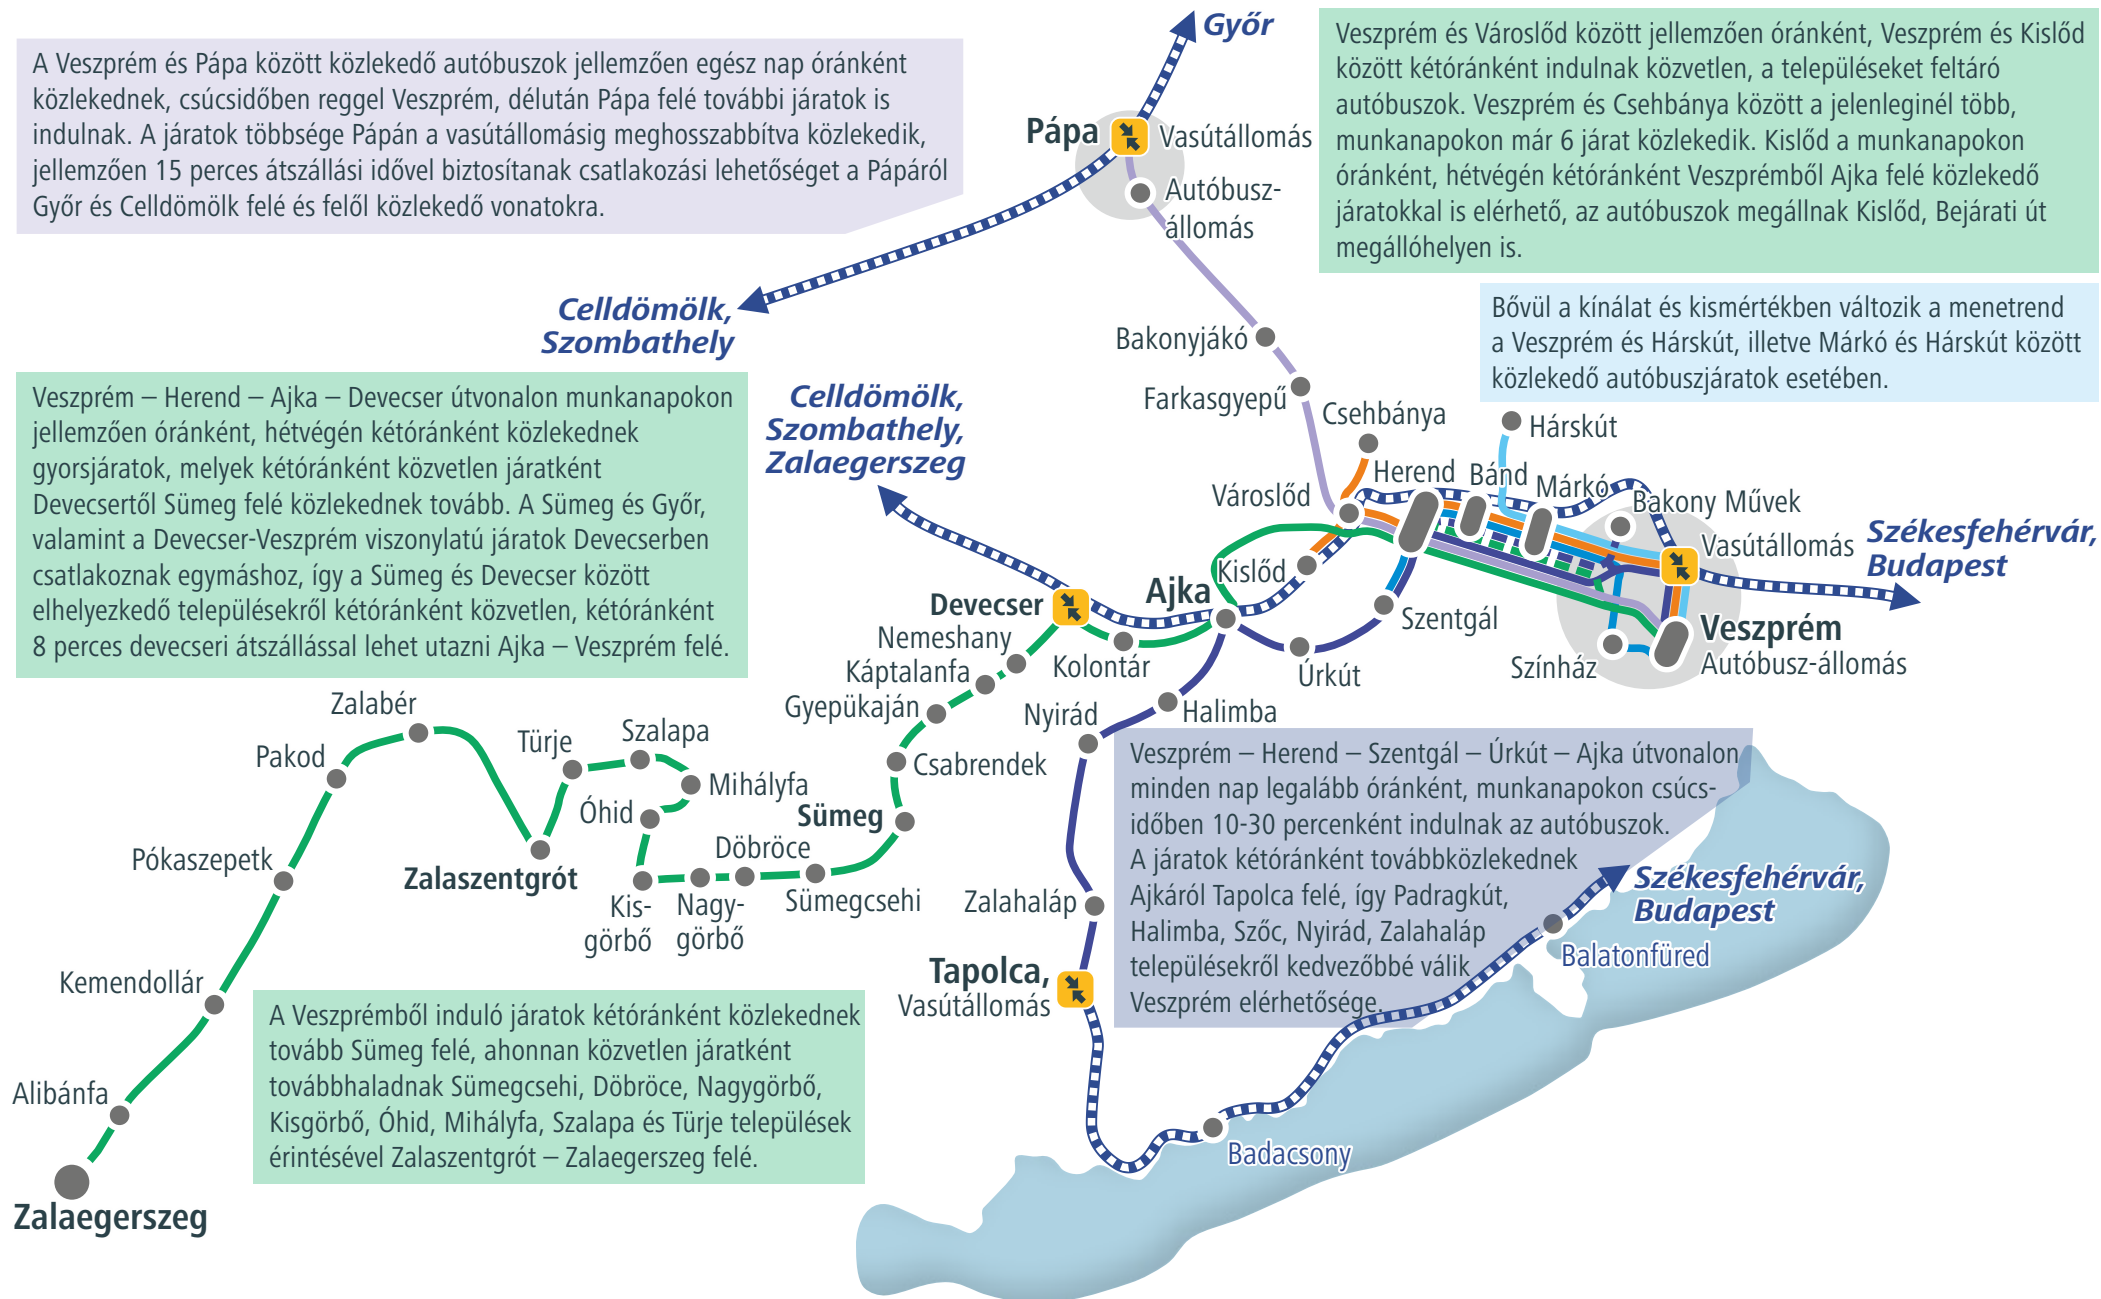 Győr
A Veszprém és Pápa között közlekedő autóbuszok jellemzően egész nap óránként
közlekednek, csúcsidőben reggel Veszprém, délután Pápa felé további járatok is
indulnak. A járatok többsége Pápán a vasútállomásig meghosszabbítva közlekedik,
jellemzően 15 perces átszállási idővel biztosítanak csatlakozási lehetőséget a Pápáról
Győr és Celldömölk felé és felől közlekedő vonatokra.
Veszprém és Városlőd között jellemzően óránként, Veszprém és Kislőd
között kétóránként indulnak közvetlen, a településeket feltáró
autóbuszok. Veszprém és Csehbánya között a jelenleginél több,
munkanapokon már 6 járat közlekedik. Kislőd a munkanapokon
óránként, hétvégén kétóránként Veszprémből Ajka felé közlekedő
járatokkal is elérhető, az autóbuszok megállnak Kislőd, Bejárati út
megállóhelyen is.
Pápa
Vasútállomás
Autóbusz-
állomás
Celldömölk,
Szombathely
Bővül a kínálat és kismértékben változik a menetrend
a Veszprém és Hárskút, illetve Márkó és Hárskút között
közlekedő autóbuszjáratok esetében.
Bakonyjákó
Farkasgyepű
Veszprém – Herend – Ajka – Devecser útvonalon munkanapokon
jellemzően óránként, hétvégén kétóránként közlekednek
gyorsjáratok, melyek kétóránként közvetlen járatként
Devecsertől Sümeg felé közlekednek tovább. A Sümeg és Győr,
valamint a Devecser-Veszprém viszonylatú járatok Devecserben
csatlakoznak egymáshoz, így a Sümeg és Devecser között
elhelyezkedő településekről kétóránként közvetlen, kétóránként
8 perces devecseri átszállással lehet utazni Ajka – Veszprém felé.
Celldömölk,
Szombathely,
Zalaegerszeg
Csehbánya
Hárskút
Herend
Bánd
Márkó
Városlőd
Bakony Művek
Vasútállomás
Székesfehérvár,
Budapest
Kislőd
Ajka
Devecser
Szentgál
Veszprém
Autóbusz-állomás
Színház
Nemeshany
Kolontár
Úrkút
Káptalanfa
Gyepükaján
Nyirád
Halimba
Csabrendek
Zalabér
Türje
Szalapa
Pakod
Mihályfa
Óhid
Sümeg
Döbröce
Pókaszepetk
Zalaszentgrót
Kis-
görbő
Nagy-
görbő
Sümegcsehi
Zalahaláp
Veszprém – Herend – Szentgál – Úrkút – Ajka útvonalon
minden nap legalább óránként, munkanapokon csúcs-
időben 10-30 percenként indulnak az autóbuszok.
A járatok kétóránként továbbközlekednek
Ajkáról Tapolca felé, így Padragkút,
Halimba, Szőc, Nyirád, Zalahaláp
településekről kedvezőbbé válik
Veszprém elérhetősége.
Székesfehérvár,
Budapest
Balatonfüred
Tapolca,
Vasútállomás
Kemendollár
A Veszprémből induló járatok kétóránként közlekednek
tovább Sümeg felé, ahonnan közvetlen járatként
továbbhaladnak Sümegcsehi, Döbröce, Nagygörbő,
Kisgörbő, Óhid, Mihályfa, Szalapa és Türje települések
érintésével Zalaszentgrót – Zalaegerszeg felé.
Alibánfa
Badacsony
Zalaegerszeg